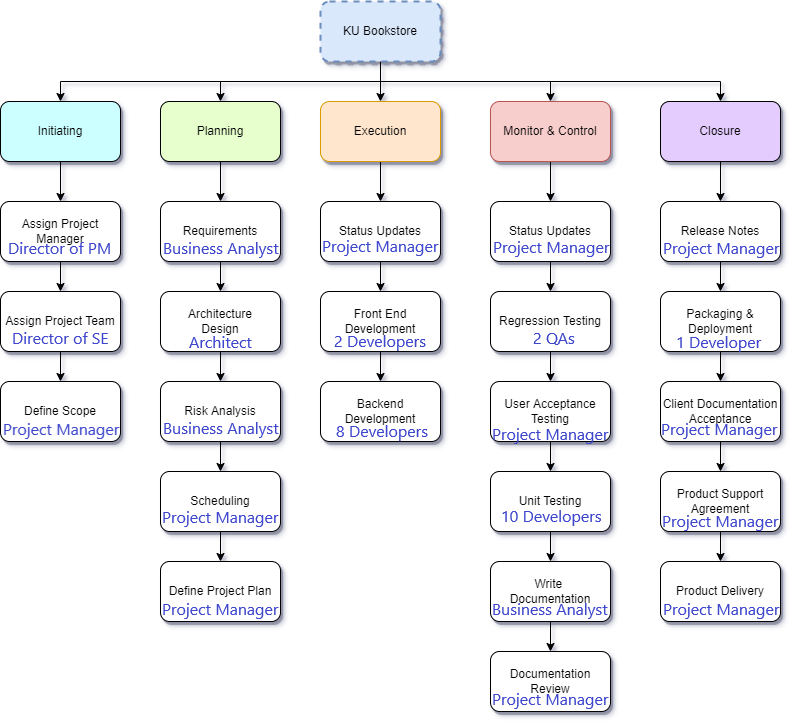 KU Bookstore
Initiating
Planning
Execution
Monitor & Control
Closure
Assign Project
Manager
Director of PM
Requirements
Business Analyst
Status Updates
Project Manager
Status Updates
Project Manager
Release Notes
Project Manager
Assign Project Team
Director of SE
Architecture
Design
Architect
Front End
Development
2 Developers
Regression Testing
2 QAs
Packaging &
Deployment
1 Developer
Define Scope
Project Manager
Risk Analysis
Business Analyst
Backend
Development
8 Developers
User Acceptance
Testing
Project Manager
Client Documentation
Acceptance
Project Manager
Scheduling
Project Manager
Unit Testing
10 Developers
Product Support
Agreement
Project Manager
Define Project Plan
Project Manager
Write
Documentation
Business Analyst
Product Delivery
Project Manager
Documentation
Review
Project Manager